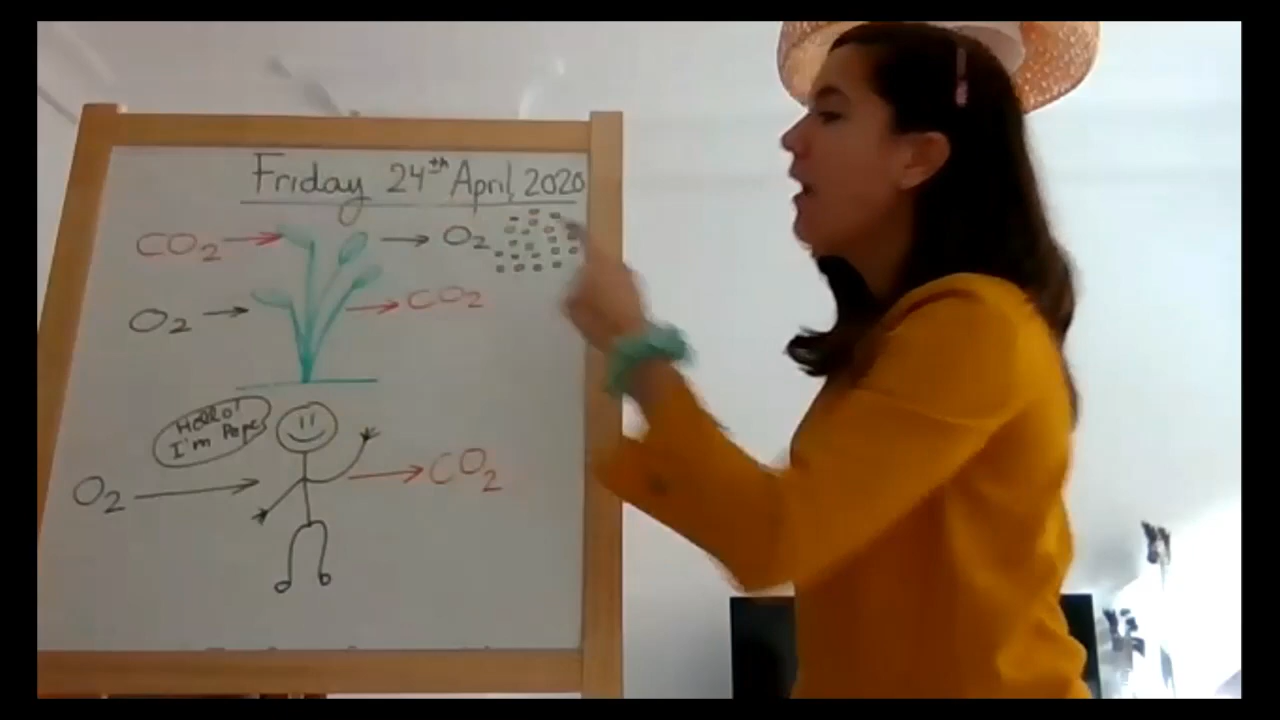 Friday 24th April, 2020
CO2 → → O2
O2 → → CO2
Hello!
I'm Pepe
O2 → → CO2